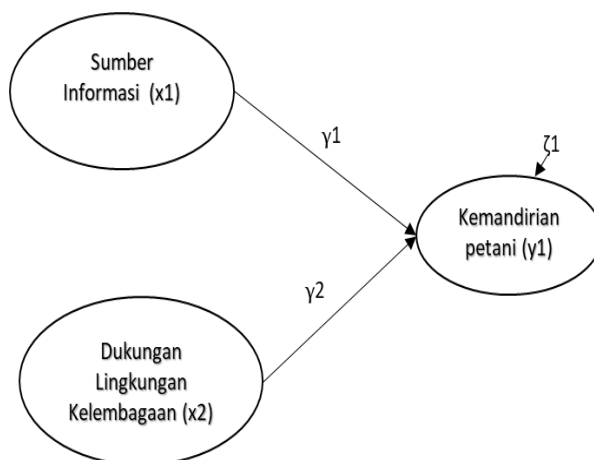 Sumber
Informasi (x1)
γ1
ζ1
Kemandirian
petani (y1)
γ2
Dukungan
Lingkungan
Kelembagaan (x2)